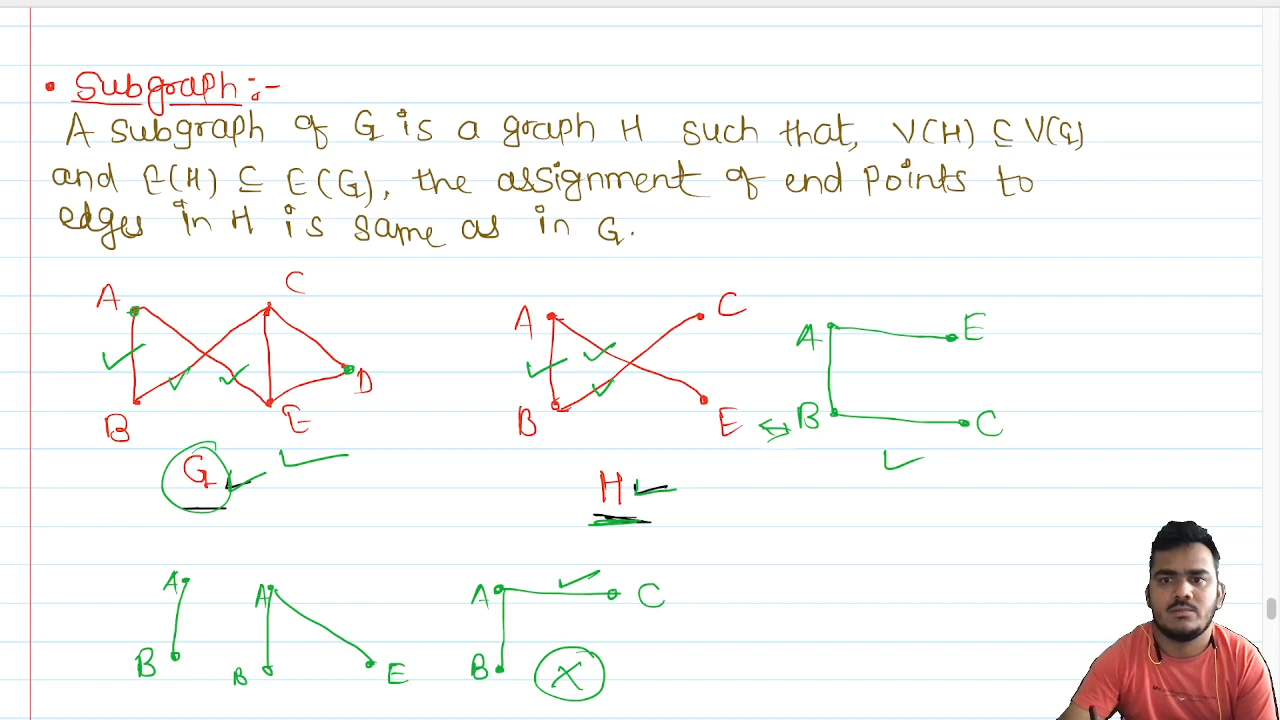 • Subgraph :-
A subgraph of G is a graph H such that, V(H) ⊆ V(G)
and E(H) ⊆ E(G), the assignment of end points to
edges in H is same as in G.
A C D B E
G
A C B E
H
A E B C
A B
A B E
A C B X